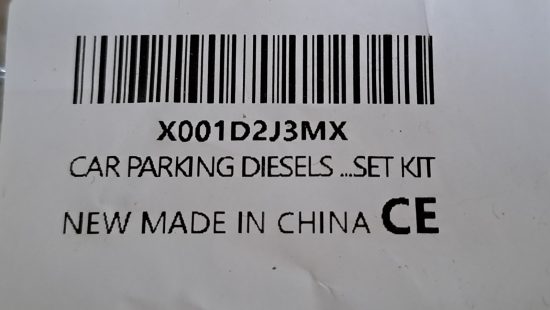 X001D2J3MX
CAR PARKING DIESELS ...SET KIT
NEW MADE IN CHINA CE